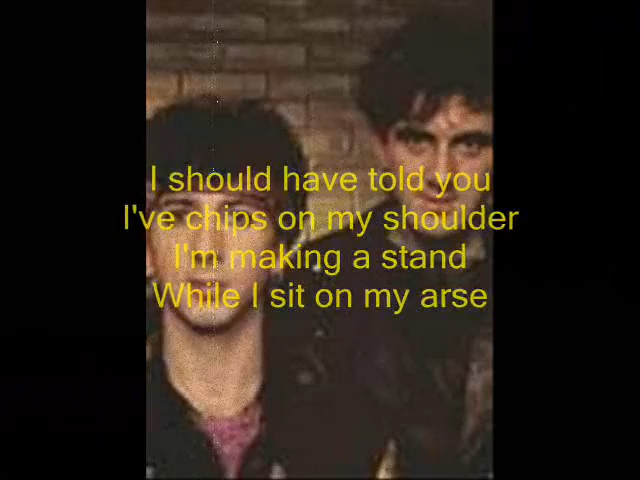 I should have told you
I've chips on my shoulder
I'm making a stand
While I sit on my arse